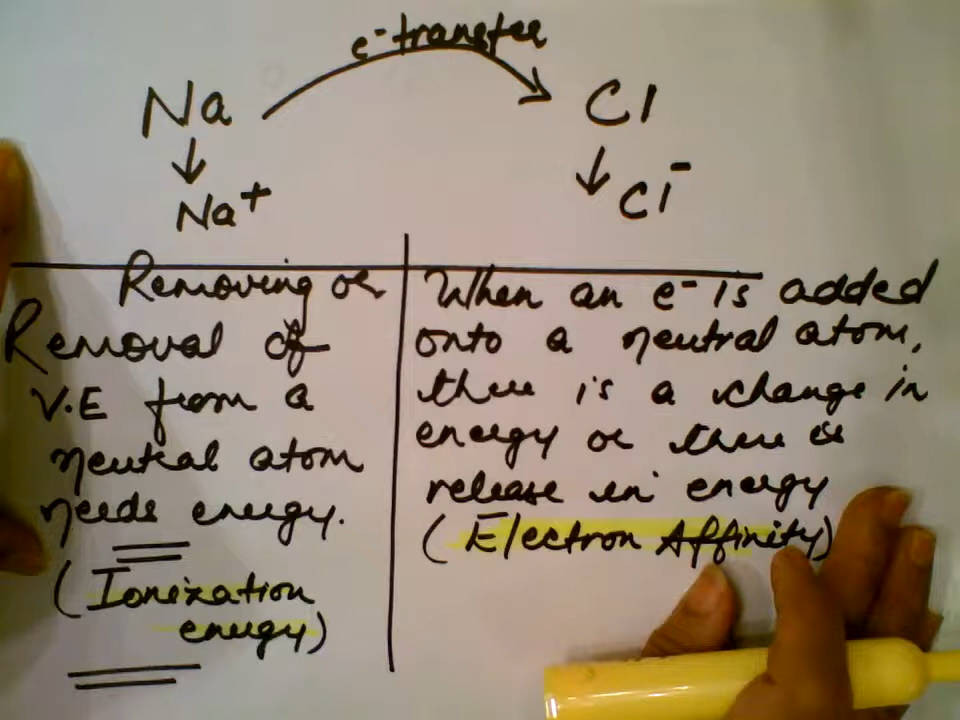 e⁻ transfer
Na Cl
Na⁺ Cl⁻
Removing or
Removal of
V.E from a
neutral atom
needs energy.
(Ionization
energy)
When an e⁻ is added
onto a neutral atom,
there is a change in
energy or there is
release in energy
(Electron Affinity)